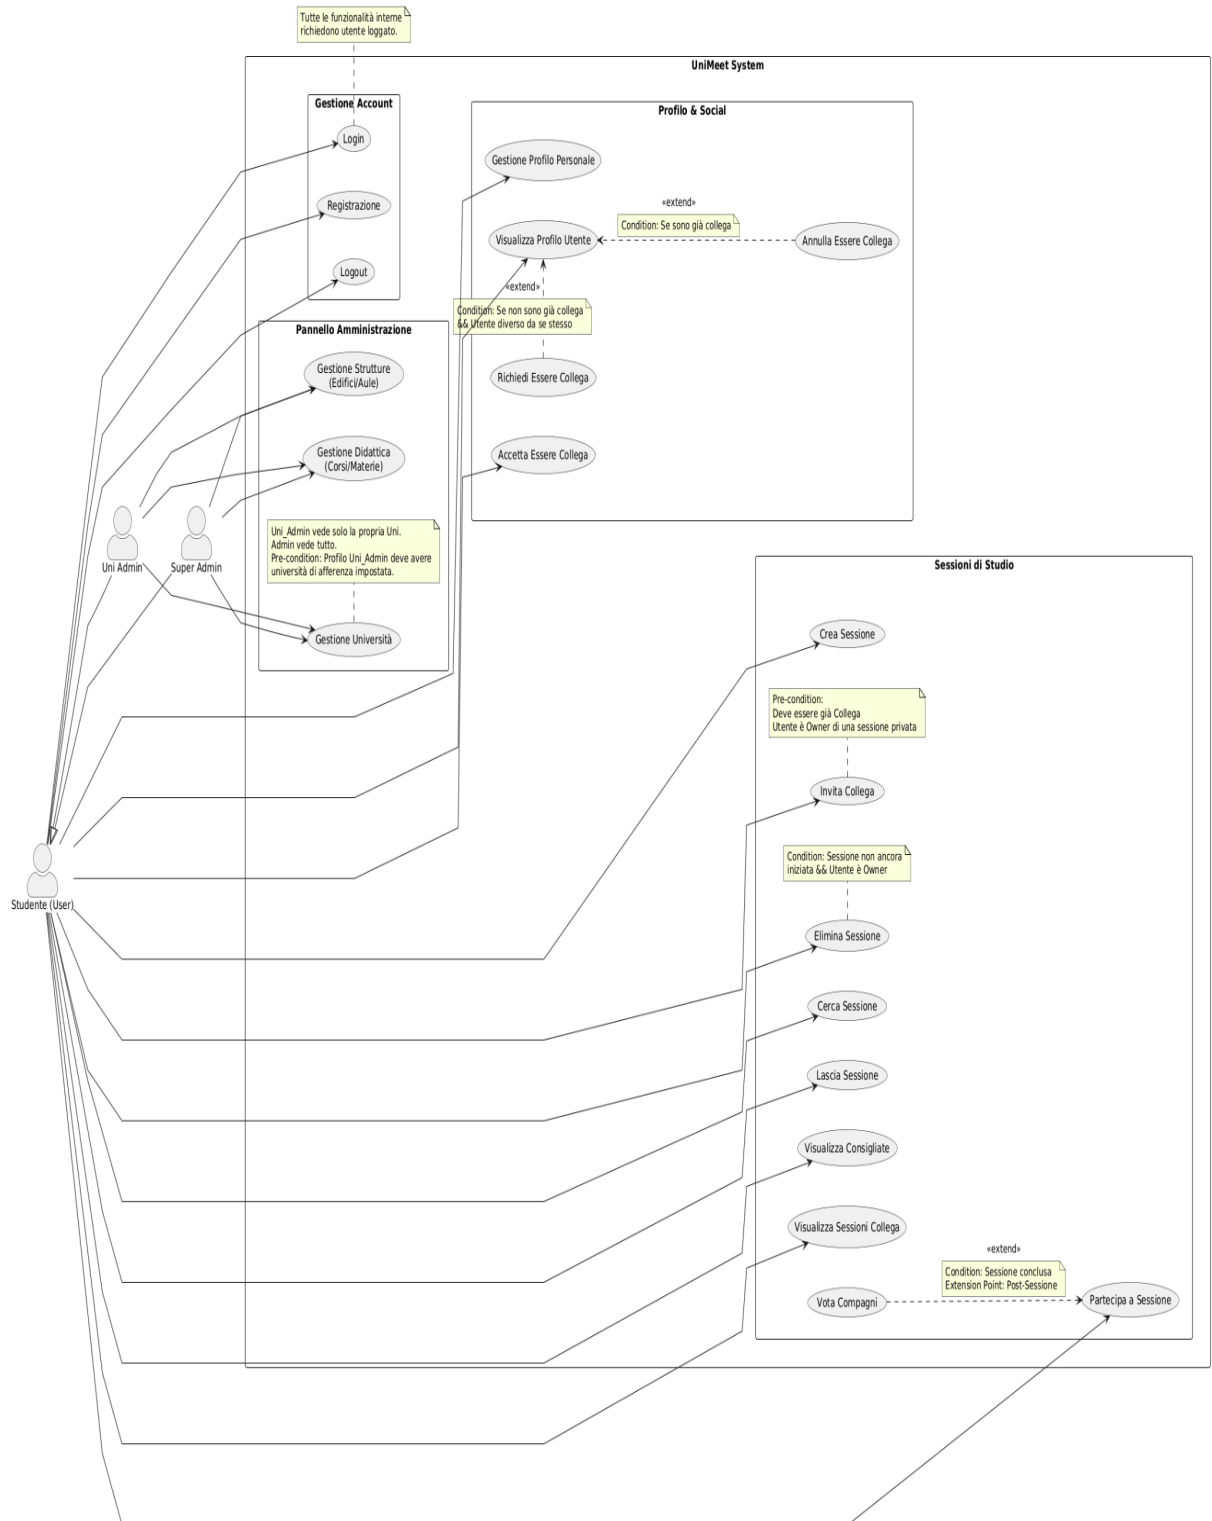 Tutte le funzionalità interne
richiedono utente loggato.
UniMeet System
Gestione Account
Login
Registrazione
Logout
Profilo & Social
Gestione Profilo Personale
Visualizza Profilo Utente
«extend»
Condition: Se sono già collega
Annulla Essere Collega
«extend»
Condition: Se non sono già collega
&& Utente diverso da se stesso
Richiedi Essere Collega
Accetta Essere Collega
Pannello Amministrazione
Gestione Strutture
(Edifici/Aule)
Gestione Didattica
(Corsi/Materie)
Uni_Admin vede solo la propria Uni.
Admin vede tutto.
Pre-condition: Profilo Uni_Admin deve avere
università di afferenza impostata.
Gestione Università
Uni Admin
Super Admin
Studente (User)
Sessioni di Studio
Crea Sessione
Pre-condition:
Deve essere già Collega
Utente è Owner di una sessione privata
Invita Collega
Condition: Sessione non ancora
iniziata && Utente è Owner
Elimina Sessione
Cerca Sessione
Lascia Sessione
Visualizza Consigliate
Visualizza Sessioni Collega
«extend»
Condition: Sessione conclusa
Extension Point: Post-Sessione
Vota Compagni
Partecipa a Sessione